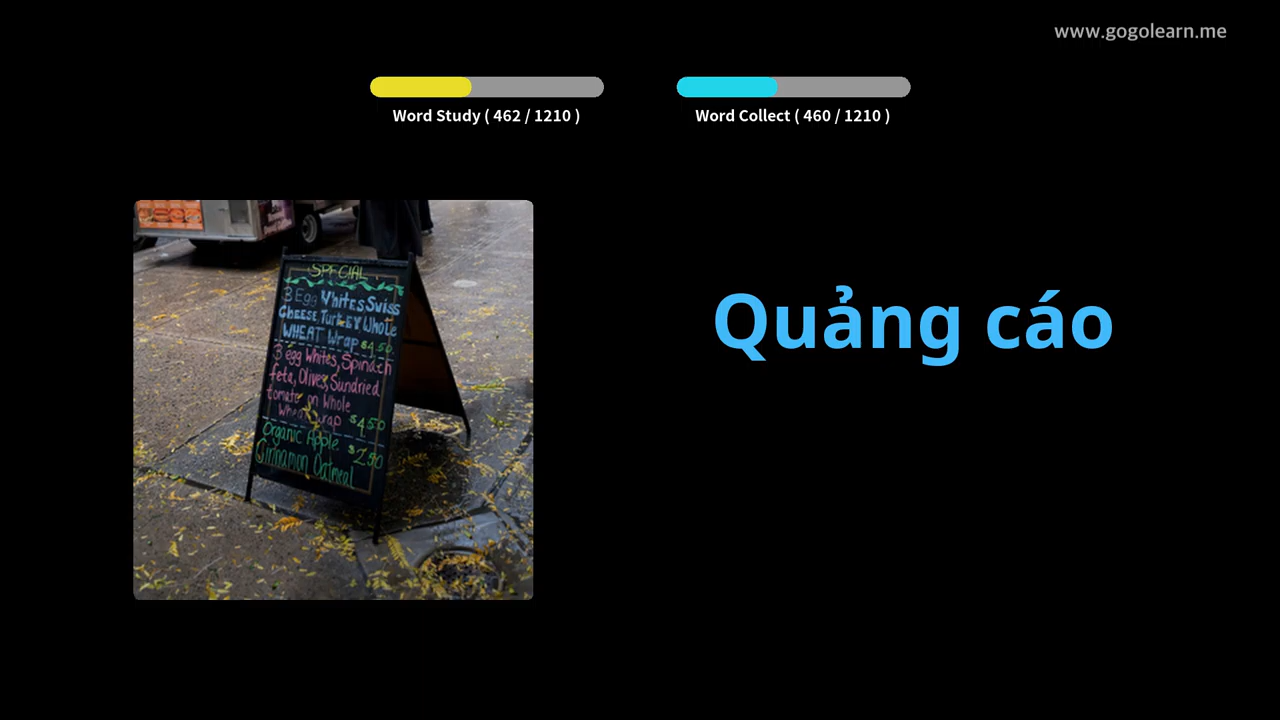 www.gogolearn.me
Word Study ( 462 / 1210 )
Word Collect ( 460 / 1210 )
SPECIAL
3 Egg Whites, Swiss
Cheese, Turkey Whole
WHEAT Wrap $4.50
3 egg Whites, Spinach
feta, Olives, Sundried
tomato on Whole
Wheat Wrap $4.50
Organic Apple
Cinnamon Oatmeal $2.50
Quảng cáo